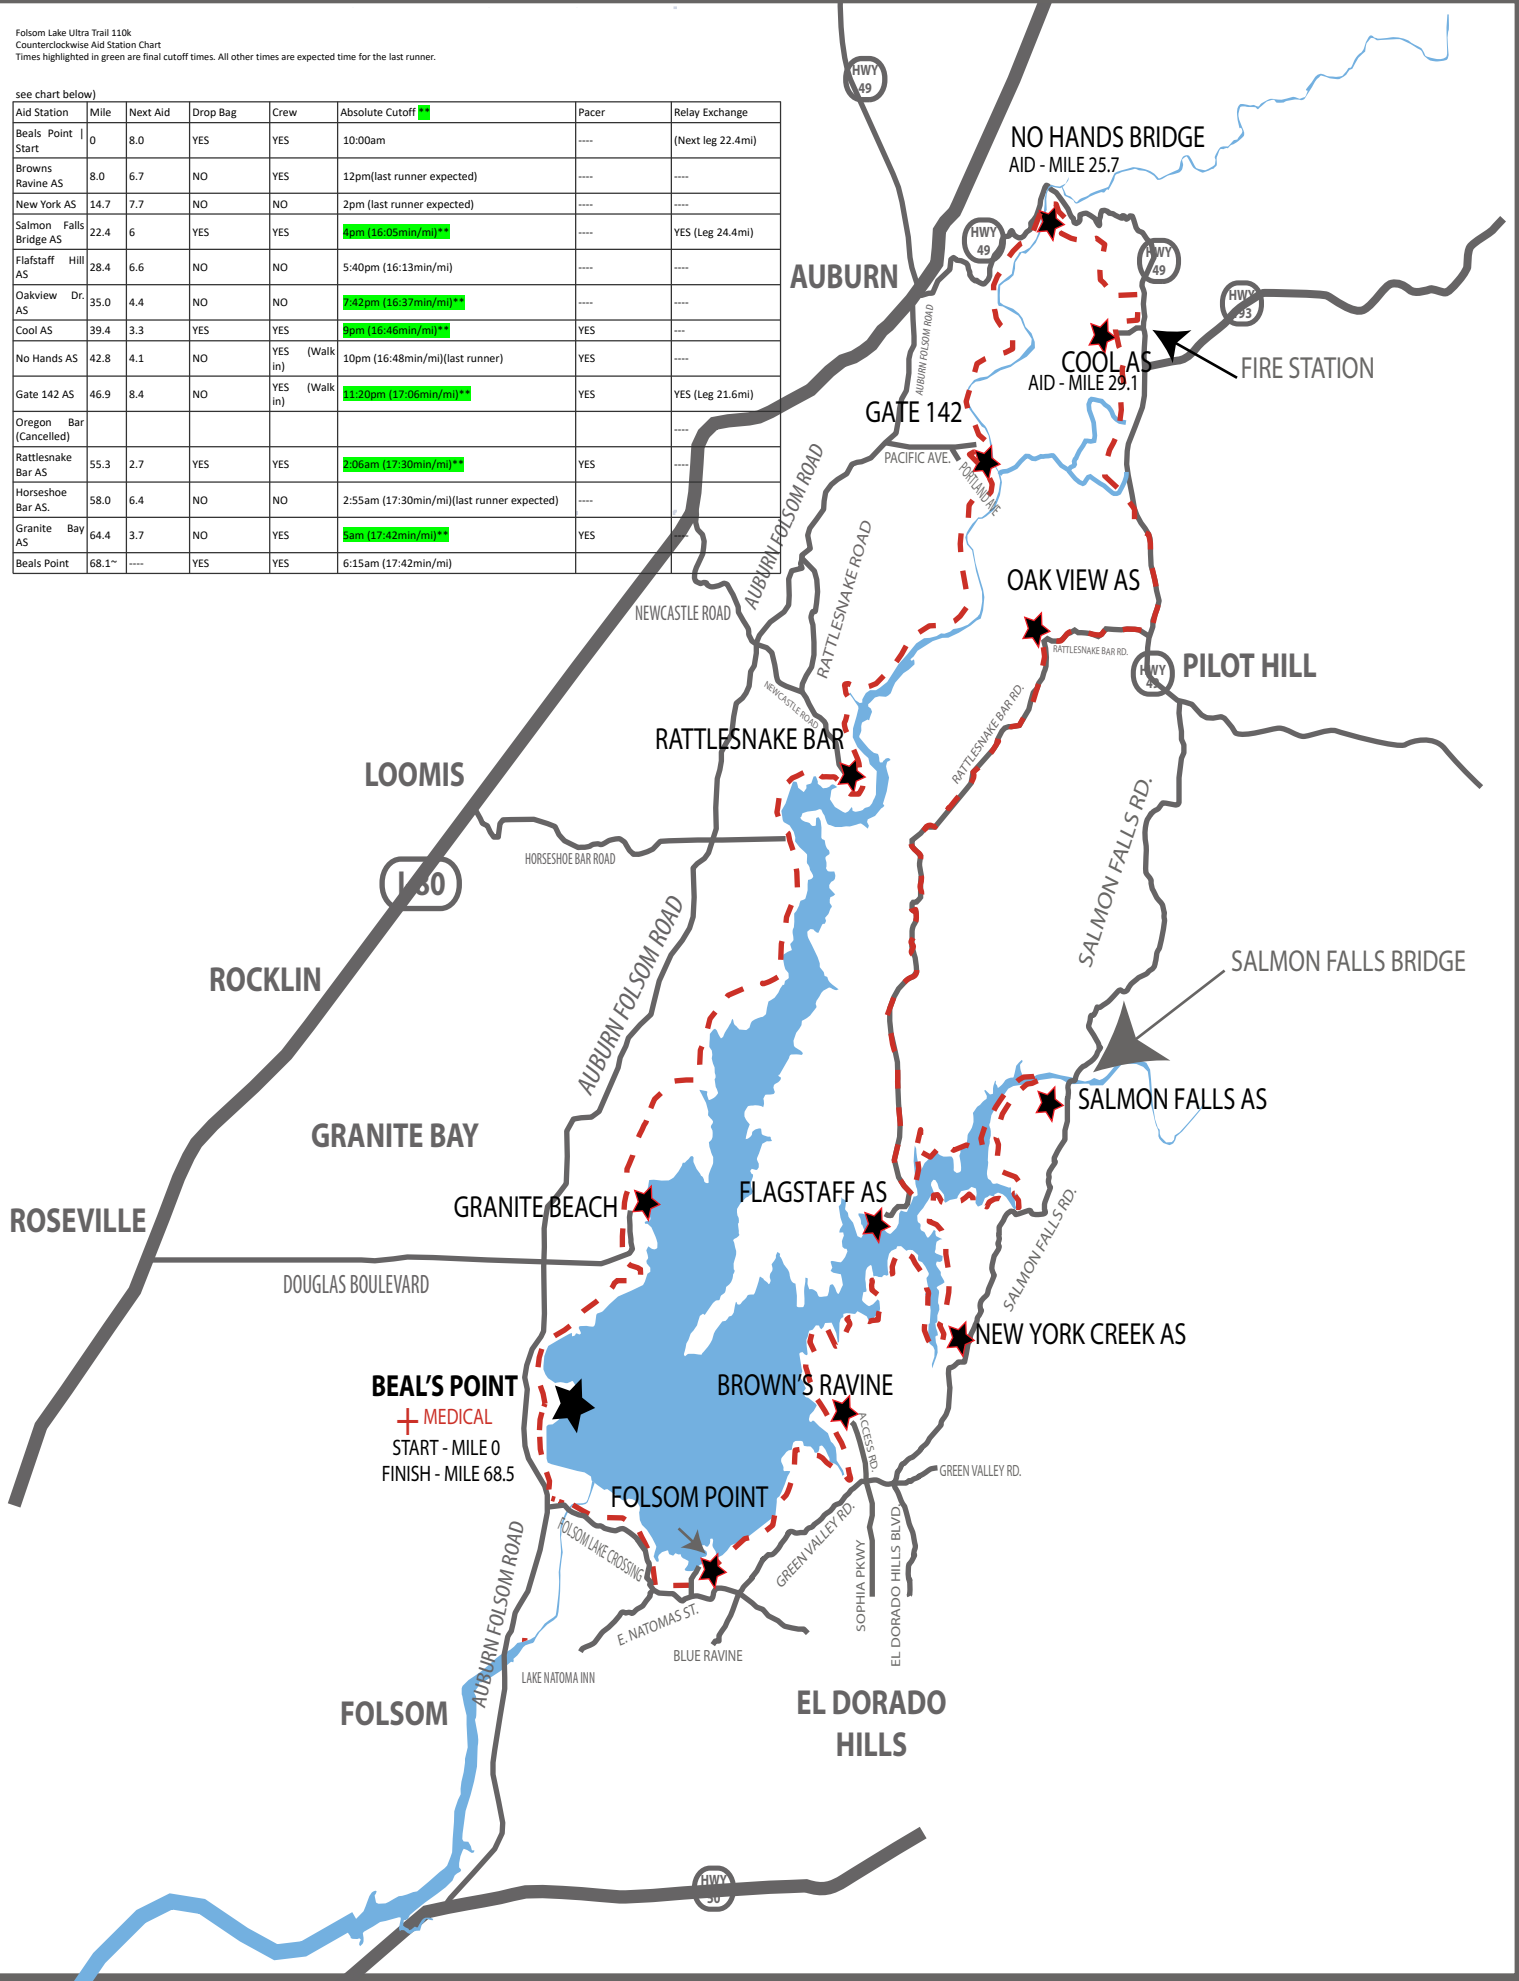 Folsom Lake Ultra Trail 110k
Counterclockwise Aid Station Chart
Times highlighted in green are final cutoff times. All other times are expected time for the last runner.
see chart below)
Aid Station Mile Next Aid Drop Bag Crew Absolute Cutoff ** Pacer Relay Exchange
Beals Point |
Start 0 8.0 YES YES 10:00am ---- (Next leg 22.4mi)
Browns
Ravine AS 8.0 6.7 NO YES 12pm(last runner expected) ---- ----
New York AS 14.7 7.7 NO NO 2pm (last runner expected) ---- ----
Salmon Falls
Bridge AS 22.4 6 YES YES 4pm (16:05min/mi)** YES (Leg 24.4mi)
Flafstaff Hill
AS 28.4 6.6 NO NO 5:40pm (16:13min/mi) ---- ----
Oakview Dr.
AS 35.0 4.4 NO NO 7:42pm (16:37min/mi)** ---- ----
Cool AS 39.4 3.3 YES YES 9pm (16:46min/mi)** YES ---
No Hands AS 42.8 4.1 NO YES (Walk
in) 10pm (16:48min/mi)(last runner) YES ----
Gate 142 AS 46.9 8.4 NO YES (Walk
in) 11:20pm (17:06min/mi)** YES YES (Leg 21.6mi)
Oregon Bar
(Cancelled) ----
Rattlesnake
Bar AS 55.3 2.7 YES YES 2:06am (17:30min/mi)** YES ----
Horseshoe
Bar AS. 58.0 6.4 NO NO 2:55am (17:30min/mi)(last runner expected) ----
Granite Bay
AS 64.4 3.7 NO YES 5am (17:42min/mi)** YES ----
Beals Point 68.1~ ---- YES YES 6:15am (17:42min/mi)
HWY
49
NO HANDS BRIDGE
AID - MILE 25.7
HWY
49
HWY
49
AUBURN
HWY
193
AUBURN FOLSOM ROAD
COOL AS
AID - MILE 29.1
FIRE STATION
GATE 142
PACIFIC AVE.
PORTLAND AVE
AUBURN FOLSOM ROAD
RATTLESNAKE ROAD
OAK VIEW AS
NEWCASTLE ROAD
RATTLESNAKE BAR RD.
HWY
49
PILOT HILL
NEWCASTLE ROAD
RATTLESNAKE BAR RD.
RATTLESNAKE BAR
LOOMIS
SALMON FALLS RD.
HORSESHOE BAR ROAD
I-80
AUBURN FOLSOM ROAD
SALMON FALLS BRIDGE
ROCKLIN
SALMON FALLS AS
GRANITE BAY
FLAGSTAFF AS
GRANITE BEACH
ROSEVILLE
SALMON FALLS RD.
DOUGLAS BOULEVARD
NEW YORK CREEK AS
BEAL'S POINT
MEDICAL
START - MILE 0
FINISH - MILE 68.5
BROWN'S RAVINE
ACCESS RD.
GREEN VALLEY RD.
FOLSOM POINT
FOLSOM LAKE CROSSING
GREEN VALLEY RD.
SOPHIA PKWY
EL DORADO HILLS BLVD.
AUBURN FOLSOM ROAD
E. NATOMAS ST.
BLUE RAVINE
LAKE NATOMA INN
FOLSOM
EL DORADO
HILLS
HWY
50